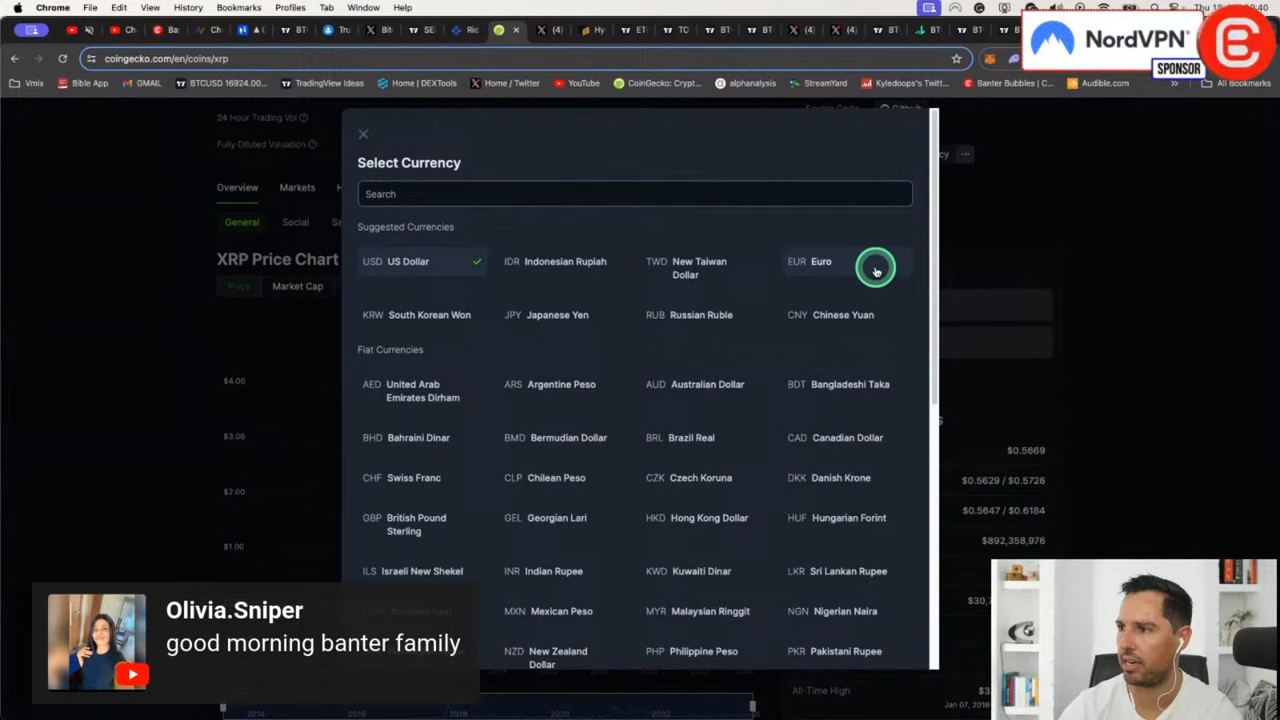 Chrome File Edit View History Bookmarks Profiles Tab Window Help
NordVPN
SPONSOR
coingecko.com/en/coins/xrp
Vmix Bible App GMAIL BTCUSD 16924.00... TradingView Ideas Home | DEXTools Home / Twitter YouTube CoinGecko: Crypt... alphanalysis StreamYard Kyledoops's Twitt... Banter Bubbles | C... Audible.com All Bookmarks
24 Hour Trading Vol
Fully Diluted Valuation
Overview Markets
General Social
XRP Price Chart
Price Market Cap
$4.00
$3.00
$2.00
$1.00
Select Currency
Search
Suggested Currencies
USD US Dollar
IDR Indonesian Rupiah
TWD New Taiwan
Dollar
EUR Euro
KRW South Korean Won
JPY Japanese Yen
RUB Russian Ruble
CNY Chinese Yuan
Fiat Currencies
AED United Arab
Emirates Dirham
ARS Argentine Peso
AUD Australian Dollar
BDT Bangladeshi Taka
BHD Bahraini Dinar
BMD Bermudian Dollar
BRL Brazil Real
CAD Canadian Dollar
CHF Swiss Franc
CLP Chilean Peso
CZK Czech Koruna
DKK Danish Krone
GBP British Pound
Sterling
GEL Georgian Lari
HKD Hong Kong Dollar
HUF Hungarian Forint
ILS Israeli New Shekel
INR Indian Rupee
KWD Kuwaiti Dinar
LKR Sri Lankan Rupee
MXN Mexican Peso
MYR Malaysian Ringgit
NGN Nigerian Naira
NZD New Zealand
Dollar
PHP Philippine Peso
PKR Pakistani Rupee
$0.5669
$0.5629 / $0.5726
$0.5647 / $0.6184
$892,358,976
All-Time High
Jan 07, 2018
2014 2016 2018 2020 2022
Olivia.Sniper
good morning banter family